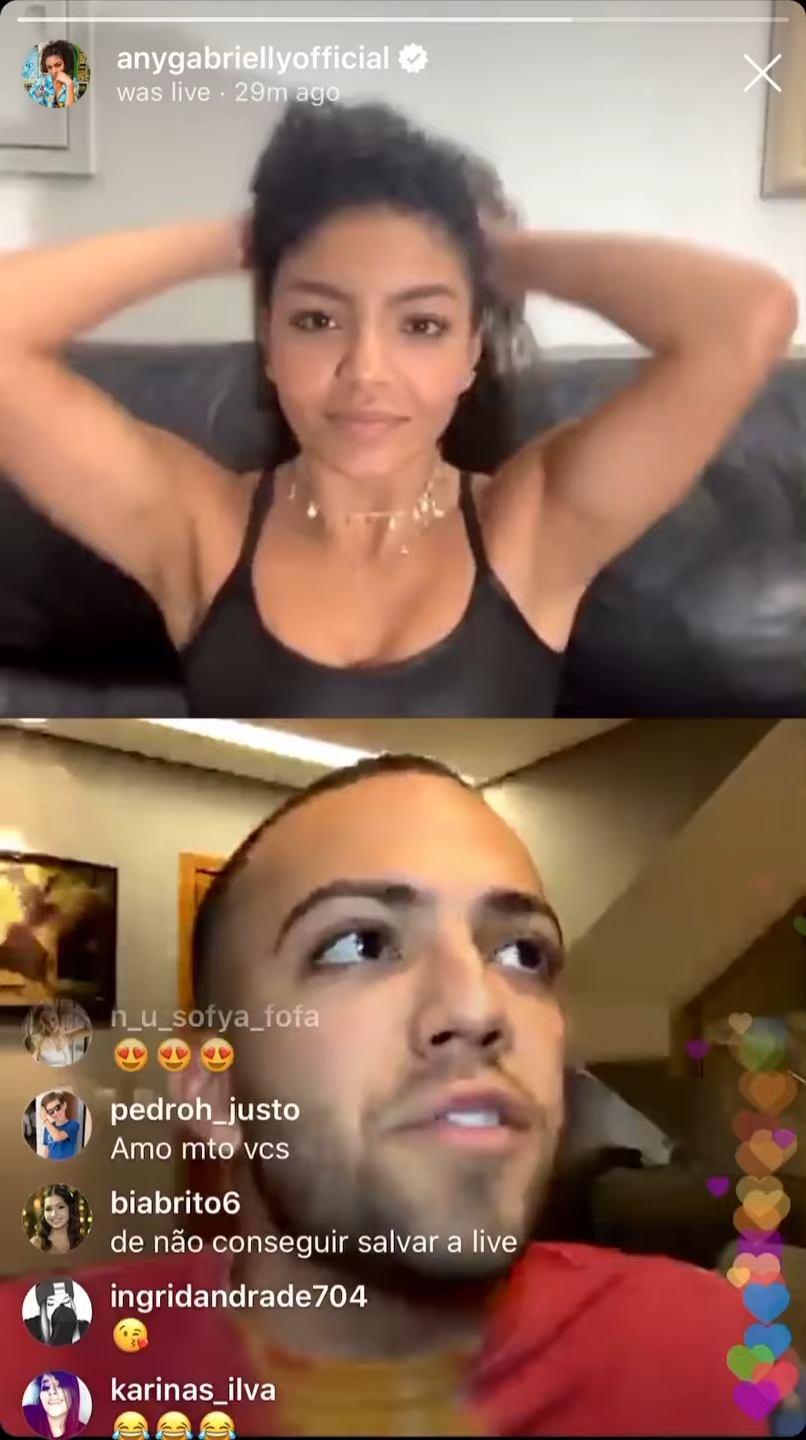 anygabriellyofficial
was live · 29m ago
n_u_sofya_fofa
😍😍😍
pedroh_justo
Amo mto vcs
biabrito6
de não conseguir salvar a live
ingridandrade704
😘
karinas_ilva
😂😂😂